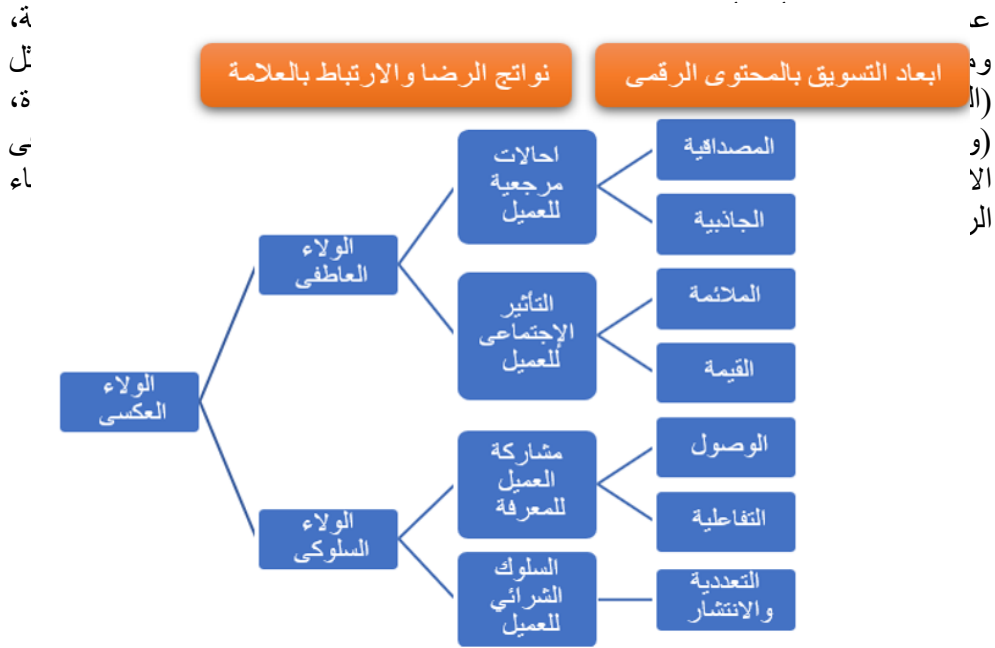 ابعاد التسويق بالمحتوى الرقمى
نواتج الرضا والارتباط بالعلامة
المصداقية
الجاذبية
الملائمة
القيمة
الوصول
التفاعلية
التعددية
والانتشار
احالات
مرجعية
للعميل
التأثير
الإجتماعى
للعميل
مشاركة
العميل
للمعرفة
السلوك
الشرائي
للعميل
الولاء
العاطفى
الولاء
السلوكى
الولاء
العكسى